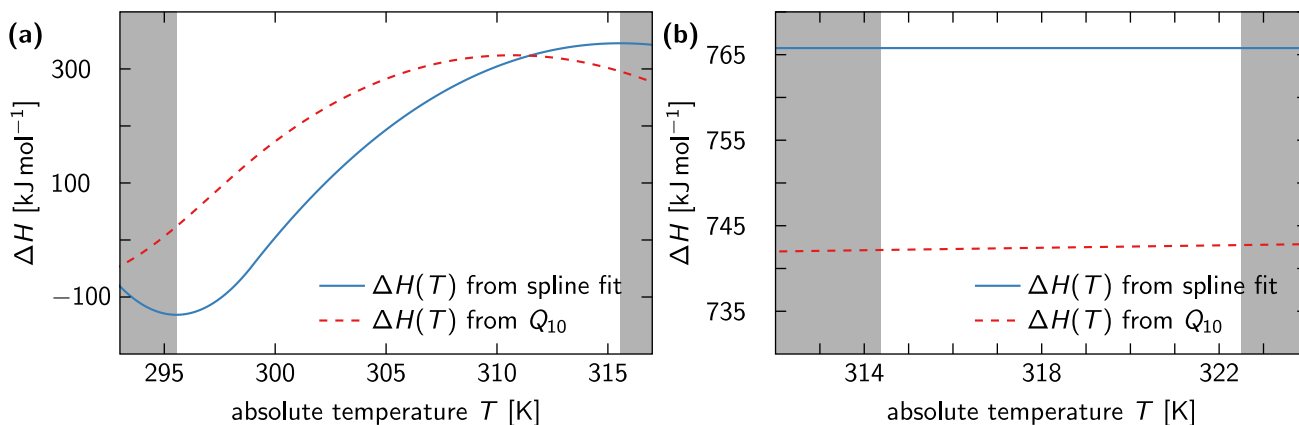 (a)
ΔH [kJ mol⁻¹]
300
100
−100
ΔH(T) from spline fit
ΔH(T) from Q₁₀
295 300 305 310 315
absolute temperature T [K]
(b)
ΔH [kJ mol⁻¹]
765
755
745
735
ΔH(T) from spline fit
ΔH(T) from Q₁₀
314 318 322
absolute temperature T [K]